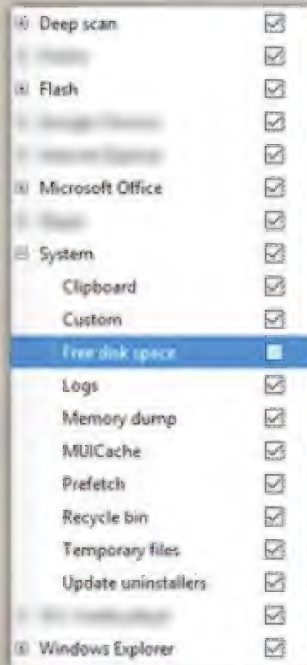 Deep scan
Flash
Microsoft Office
System
Clipboard
Custom
Free disk space
Logs
Memory dump
MUICache
Prefetch
Recycle bin
Temporary files
Update uninstallers
Windows Explorer